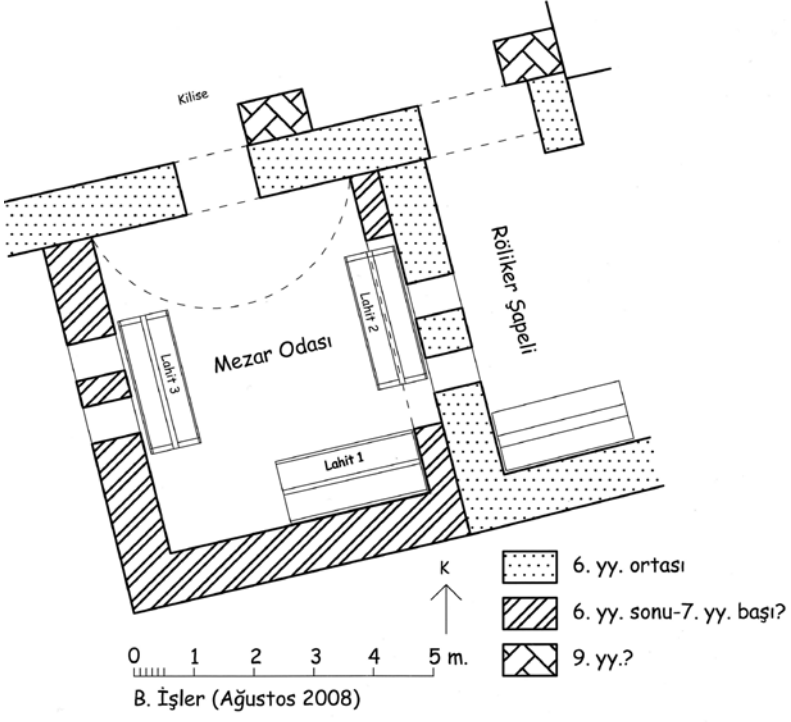 Kilise
Röliker Şapeli
Lahit 2
Mezar Odası
Lahit 3
Lahit 1
K
6. yy. ortası
6. yy. sonu-7. yy. başı?
9. yy.?
0 1 2 3 4 5 m.
B. İşler (Ağustos 2008)